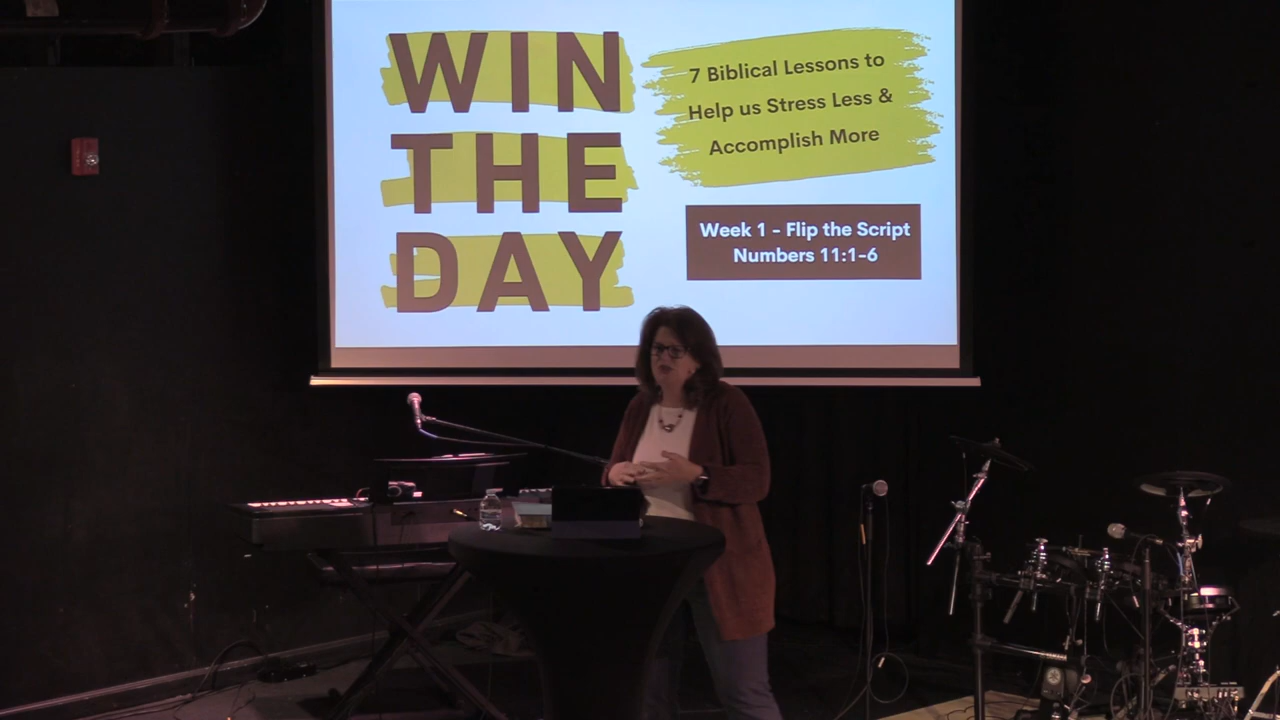 WIN
THE
DAY
7 Biblical Lessons to
Help us Stress Less &
Accomplish More
Week 1 - Flip the Script
Numbers 11:1-6